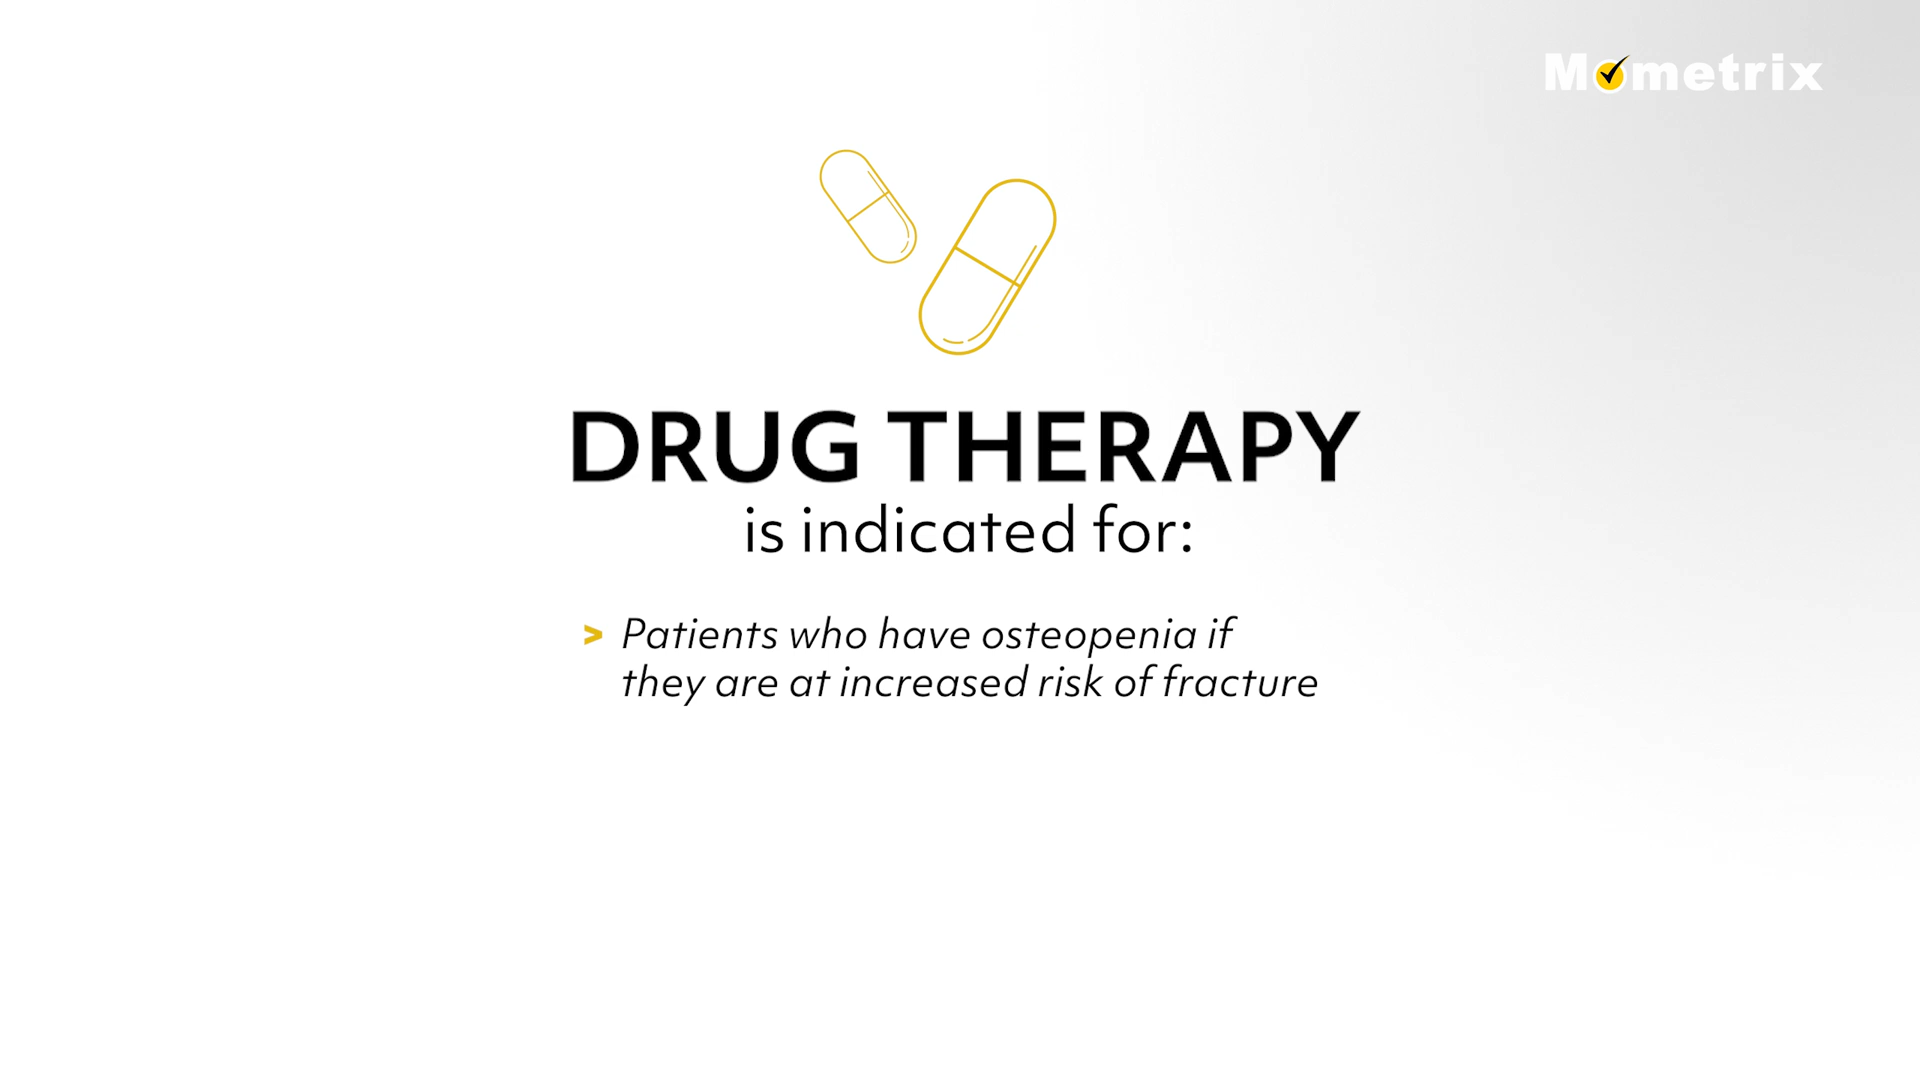 Mometrix
DRUG THERAPY
is indicated for:
> Patients who have osteopenia if
they are at increased risk of fracture